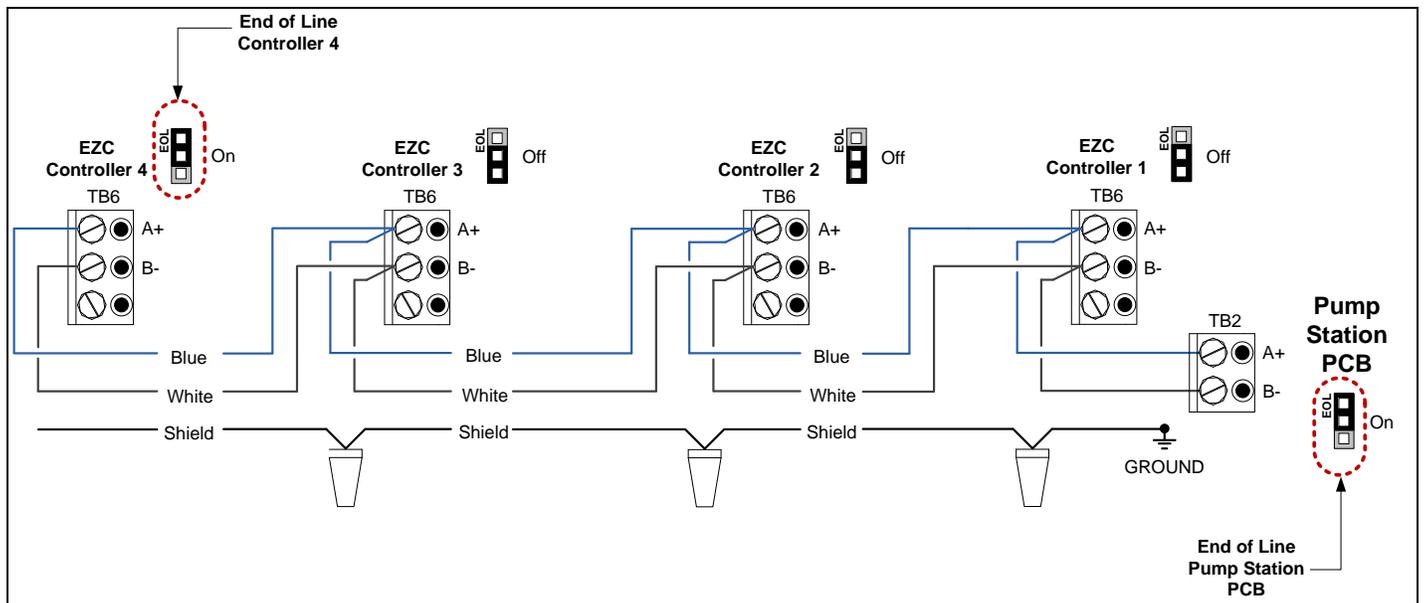 End of Line
Controller 4
EZC
Controller 4
EOL
On
EZC
Controller 3
EOL
Off
EZC
Controller 2
EOL
Off
EZC
Controller 1
EOL
Off
TB6
A+
B-
TB6
A+
B-
TB6
A+
B-
TB6
A+
B-
Pump
Station
PCB
TB2
A+
B-
EOL
On
Blue
Blue
Blue
White
White
White
Shield
Shield
Shield
GROUND
End of Line
Pump Station
PCB